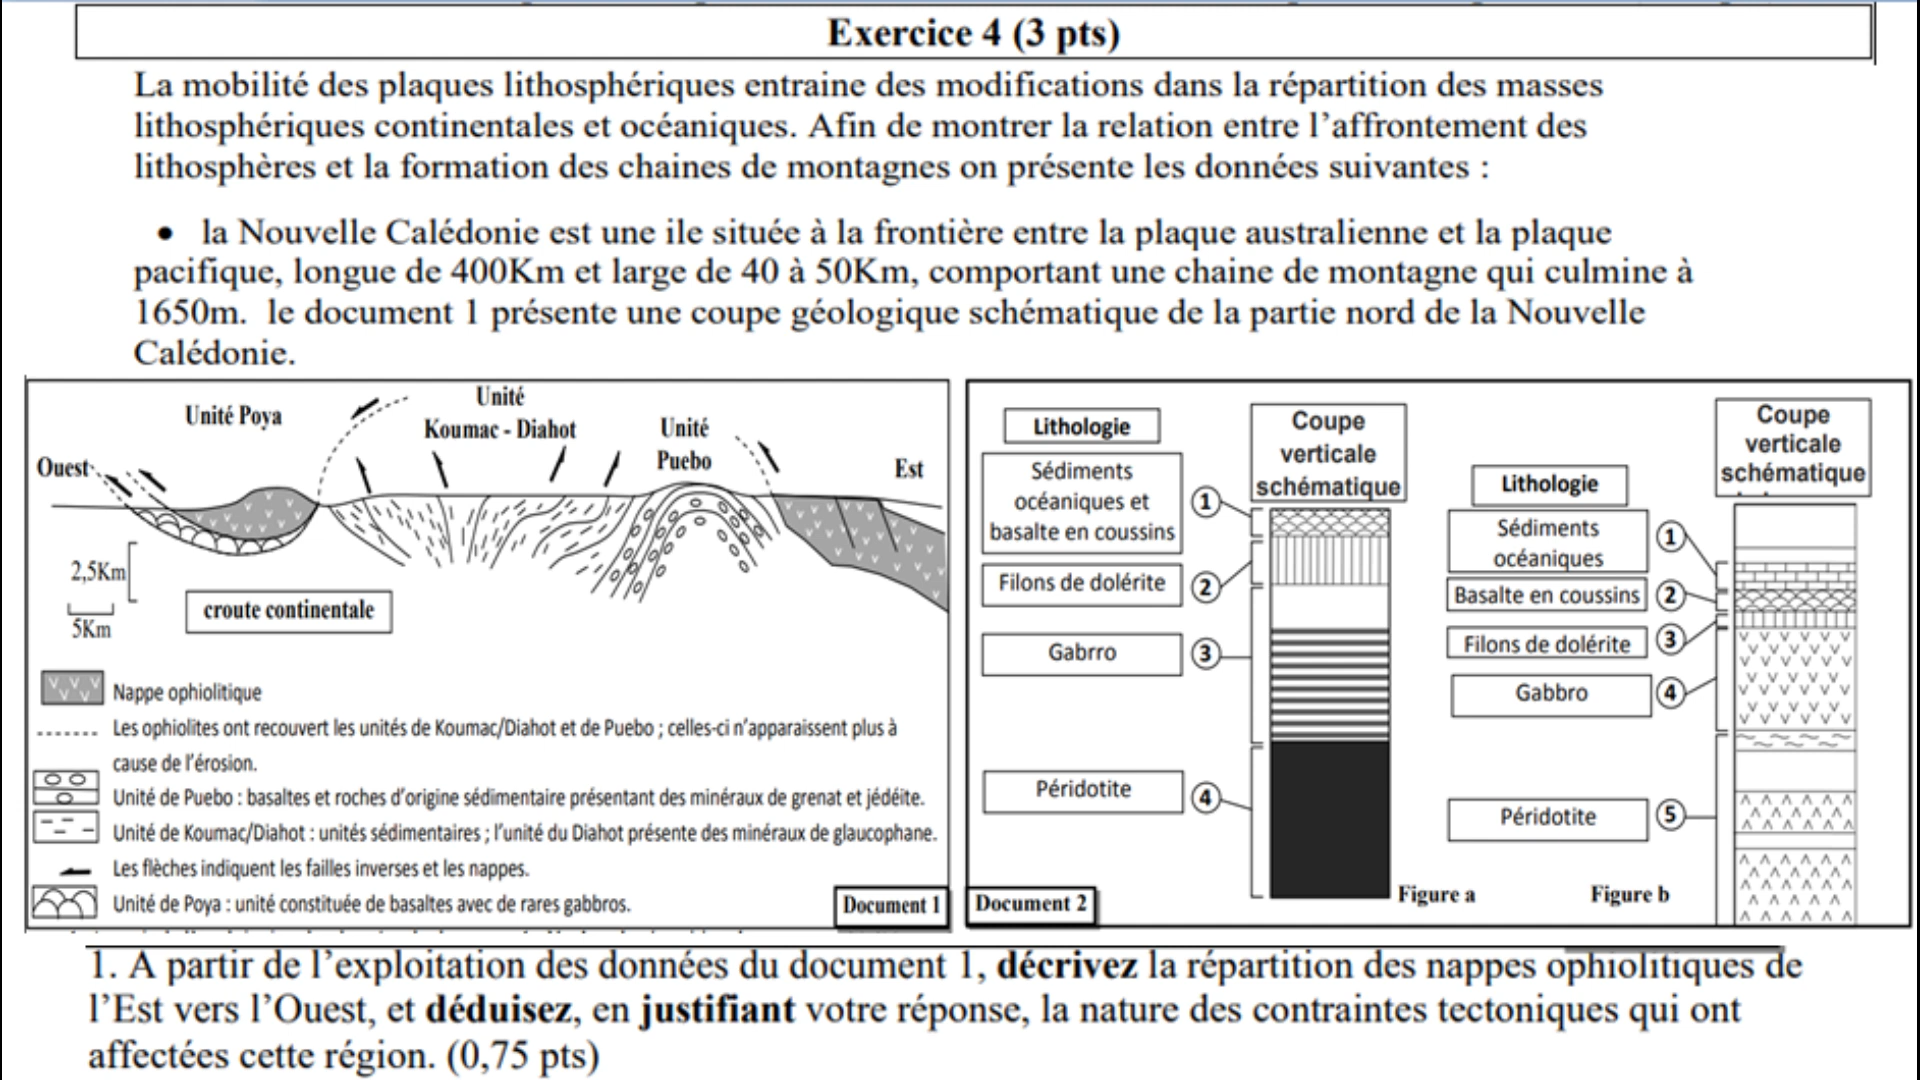 Exercice 4 (3 pts)
La mobilité des plaques lithosphériques entraine des modifications dans la répartition des masses
lithosphériques continentales et océaniques. Afin de montrer la relation entre l'affrontement des
lithosphères et la formation des chaines de montagnes on présente les données suivantes :
• la Nouvelle Calédonie est une ile située à la frontière entre la plaque australienne et la plaque
pacifique, longue de 400Km et large de 40 à 50Km, comportant une chaine de montagne qui culmine à
1650m. le document 1 présente une coupe géologique schématique de la partie nord de la Nouvelle
Calédonie.
Unité Poya
Unité
Koumac - Diahot
Unité
Puebo
Ouest
Est
2,5Km
5Km
croute continentale
Nappe ophiolitique
Les ophiolites ont recouvert les unités de Koumac/Diahot et de Puebo ; celles-ci n'apparaissent plus à
cause de l'érosion.
Unité de Puebo : basaltes et roches d'origine sédimentaire présentant des minéraux de grenat et jédéite.
Unité de Koumac/Diahot : unités sédimentaires ; l'unité du Diahot présente des minéraux de glaucophane.
Les flèches indiquent les failles inverses et les nappes.
Unité de Poya : unité constituée de basaltes avec de rares gabbros.
Document 1
Lithologie
Coupe
verticale
schématique
Sédiments
océaniques et
basalte en coussins
1
Filons de dolérite
2
Gabrro
3
Péridotite
4
Figure a
Document 2
Lithologie
Coupe
verticale
schématique
Sédiments
océaniques
1
Basalte en coussins
2
Filons de dolérite
3
Gabbro
4
Péridotite
5
Figure b
1. A partir de l'exploitation des données du document 1, décrivez la répartition des nappes ophiolitiques de
l'Est vers l'Ouest, et déduisez, en justifiant votre réponse, la nature des contraintes tectoniques qui ont
affectées cette région. (0,75 pts)